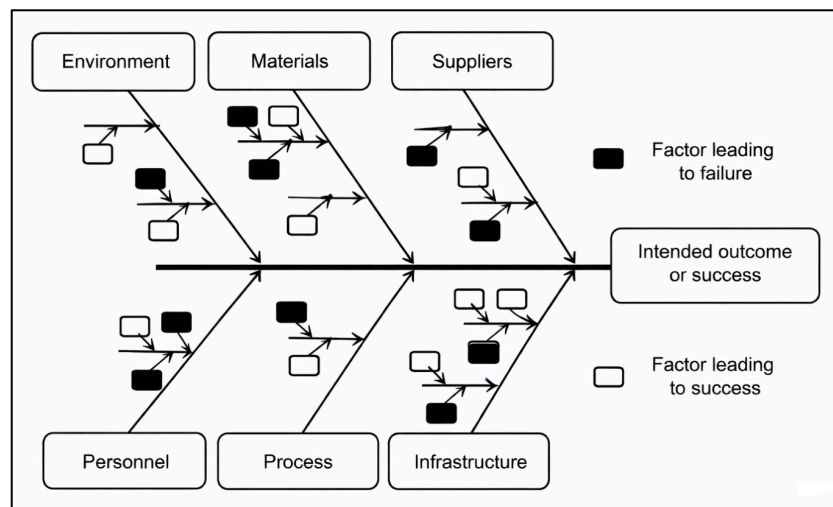 Environment
Materials
Suppliers
Factor leading
to failure
Intended outcome
or success
Factor leading
to success
Personnel
Process
Infrastructure